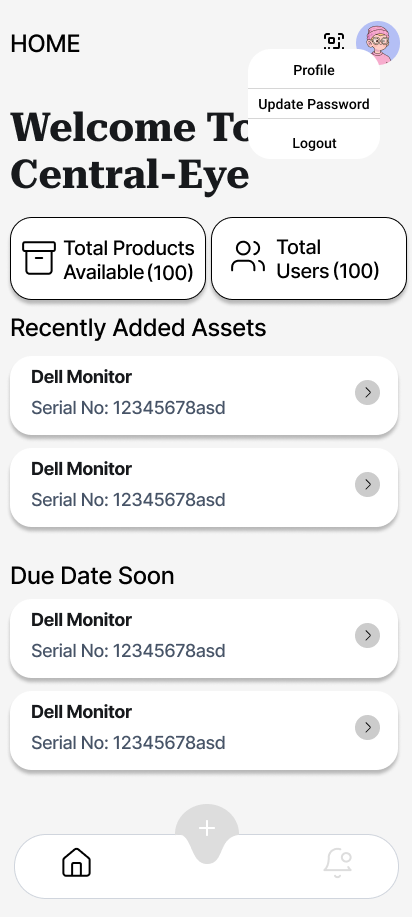 HOME
Profile
Update Password
Logout
Welcome To
Central-Eye
Total Products
Available (100)
Total
Users (100)
Recently Added Assets
Dell Monitor
Serial No: 12345678asd
Dell Monitor
Serial No: 12345678asd
Due Date Soon
Dell Monitor
Serial No: 12345678asd
Dell Monitor
Serial No: 12345678asd